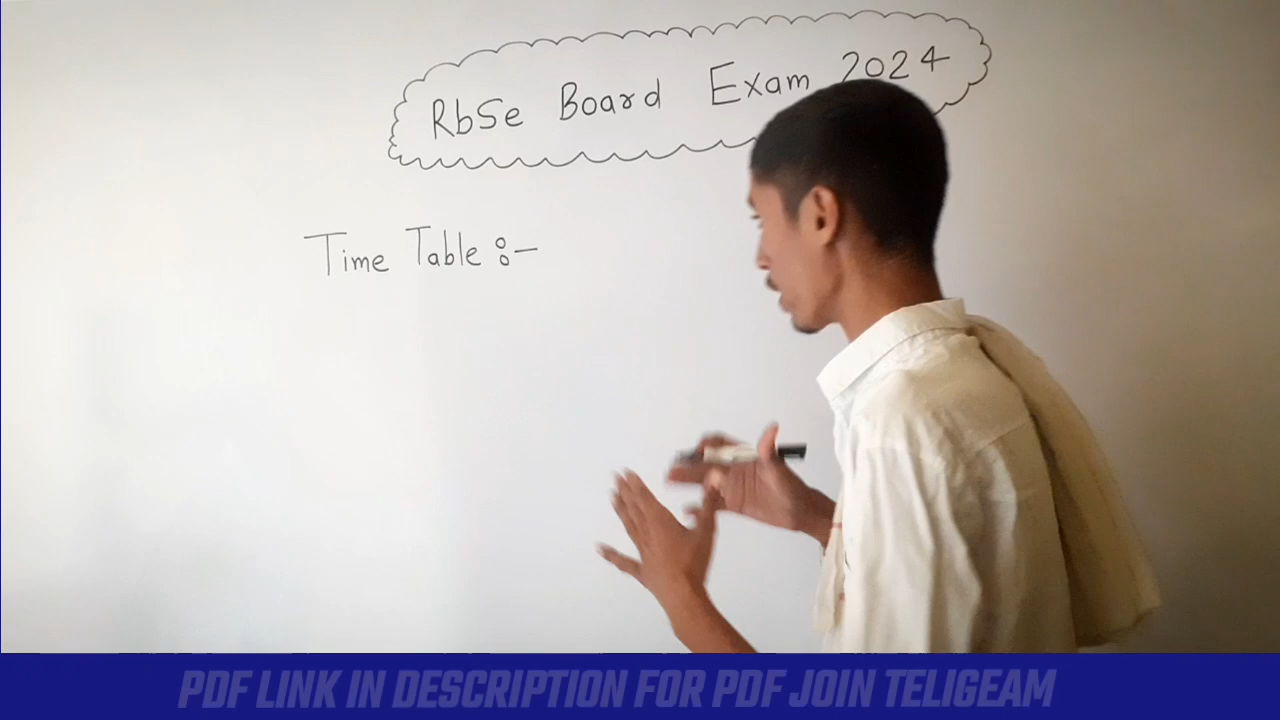 RbSe Board Exam 2024
Time Table :-
PDF LINK IN DESCRIPTION FOR PDF JOIN TELIGEAM